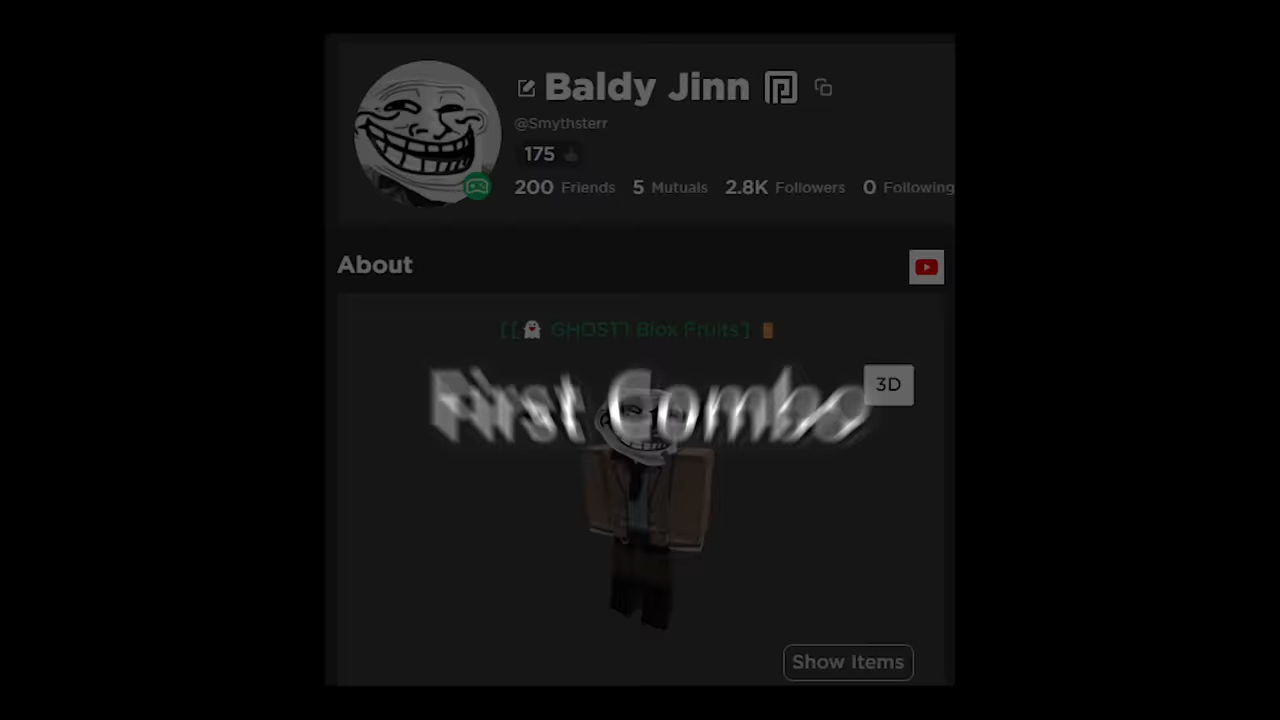 Baldy Jinn
@Smythsterr
175
200 Friends 5 Mutuals 2.8K Followers 0 Following
About
[[👻 GHOST] Blox Fruits]
3D
First Combo
Show Items